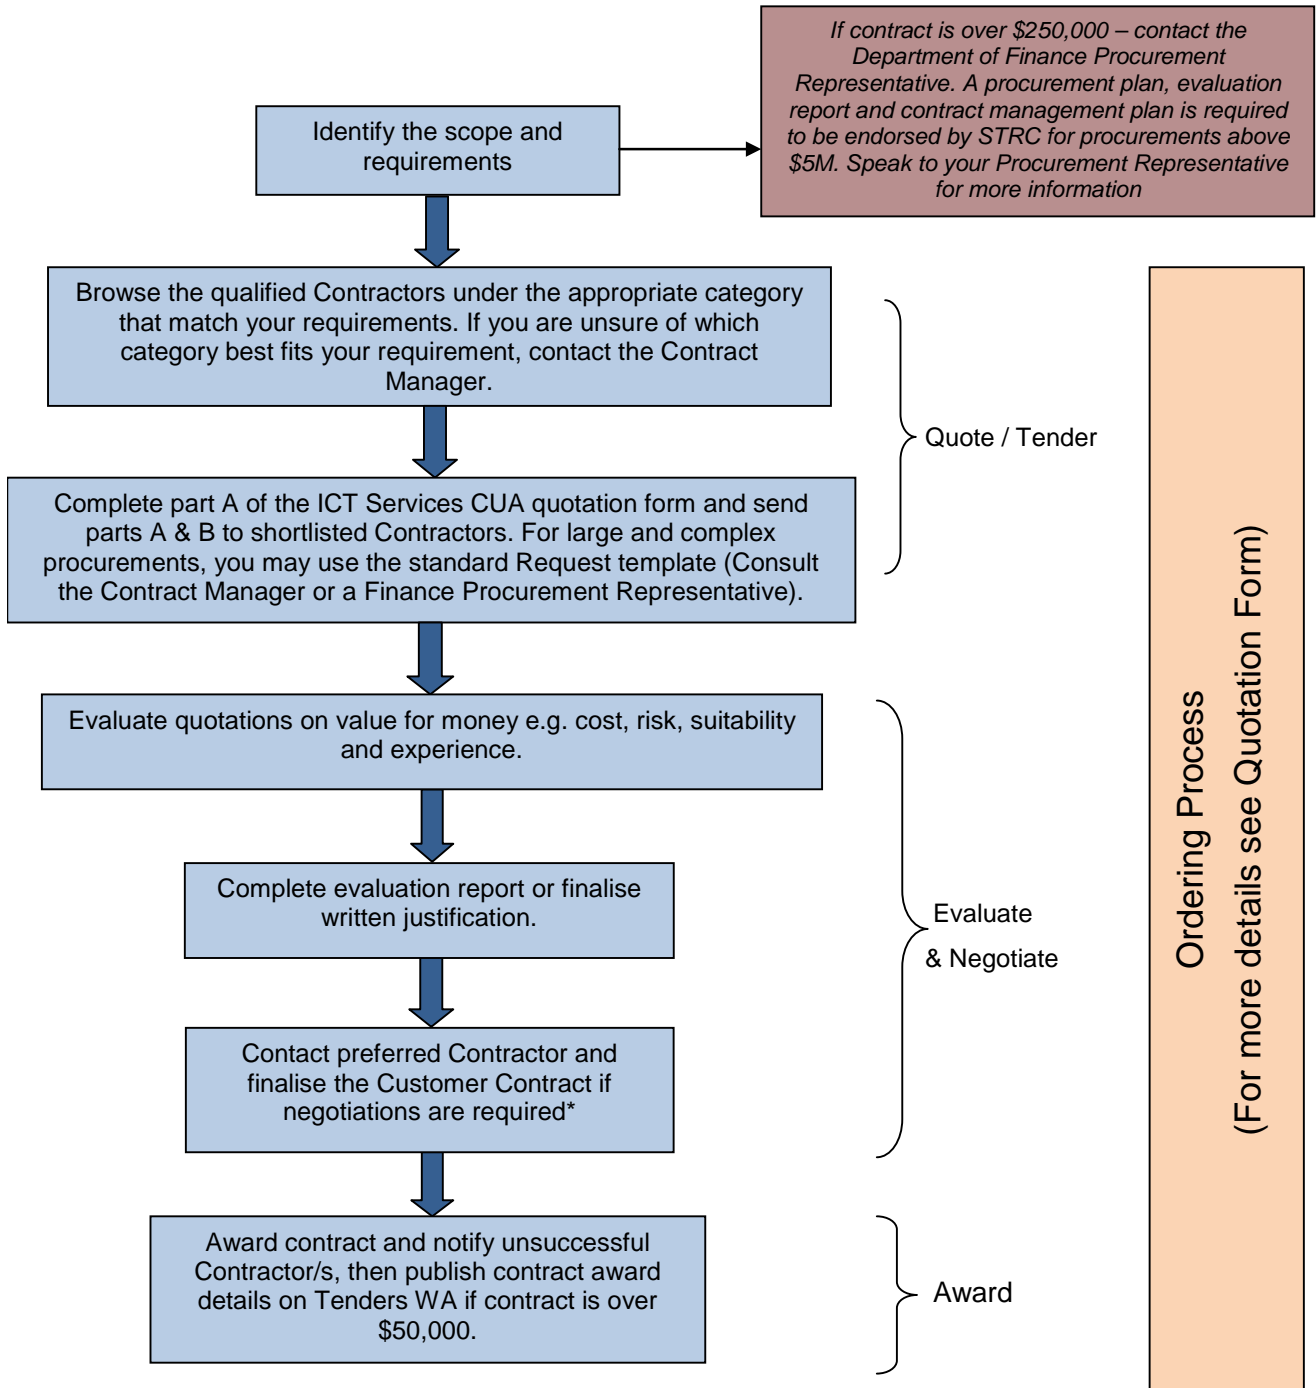 If contract is over $250,000 – contact the
Department of Finance Procurement
Representative. A procurement plan, evaluation
report and contract management plan is required
to be endorsed by STRC for procurements above
$5M. Speak to your Procurement Representative
for more information
Identify the scope and
requirements
Browse the qualified Contractors under the appropriate category
that match your requirements. If you are unsure of which
category best fits your requirement, contact the Contract
Manager.
Quote / Tender
Complete part A of the ICT Services CUA quotation form and send
parts A & B to shortlisted Contractors. For large and complex
procurements, you may use the standard Request template (Consult
the Contract Manager or a Finance Procurement Representative).
Evaluate quotations on value for money e.g. cost, risk, suitability
and experience.
Complete evaluation report or finalise
written justification.
Evaluate
& Negotiate
Contact preferred Contractor and
finalise the Customer Contract if
negotiations are required*
Award contract and notify unsuccessful
Contractor/s, then publish contract award
details on Tenders WA if contract is over
$50,000.
Award
Ordering Process
(For more details see Quotation Form)